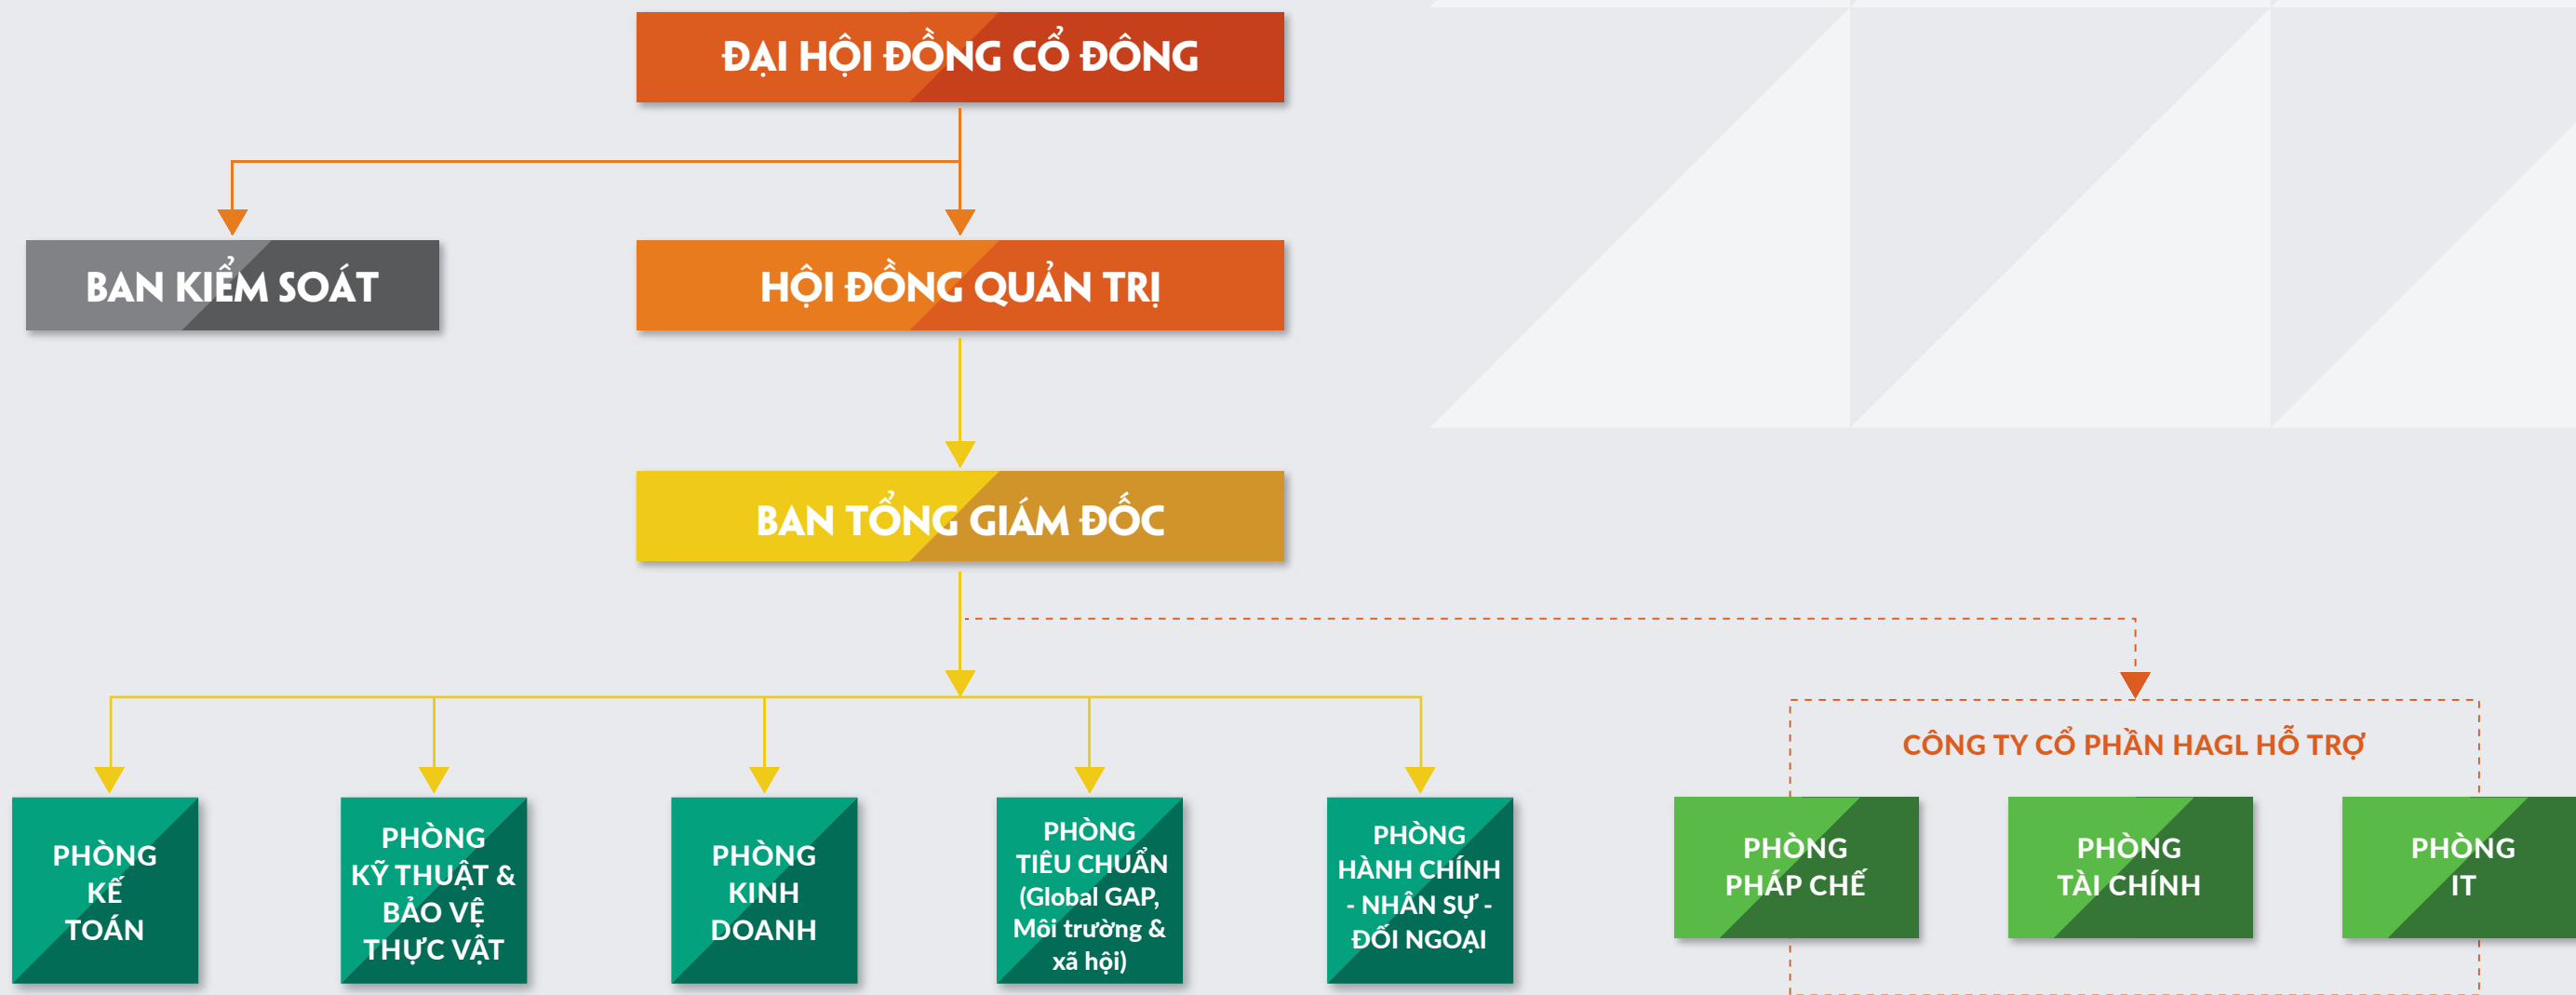 ĐẠI HỘI ĐỒNG CỔ ĐÔNG
BAN KIỂM SOÁT
HỘI ĐỒNG QUẢN TRỊ
BAN TỔNG GIÁM ĐỐC
CÔNG TY CỔ PHẦN HAGL HỖ TRỢ
PHÒNG
KẾ
TOÁN
PHÒNG
KỸ THUẬT &
BẢO VỆ
THỰC VẬT
PHÒNG
KINH
DOANH
PHÒNG
TIÊU CHUẨN
(Global GAP,
Môi trường &
xã hội)
PHÒNG
HÀNH CHÍNH
- NHÂN SỰ -
ĐỐI NGOẠI
PHÒNG
PHÁP CHẾ
PHÒNG
TÀI CHÍNH
PHÒNG
IT